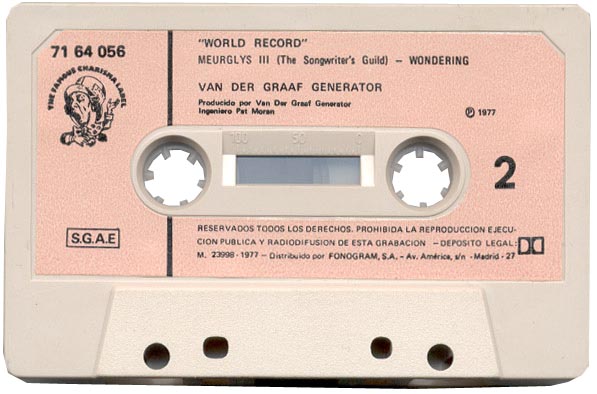 71 64 056
"WORLD RECORD"
MEURGLYS III (The Songwriter's Guild) – WONDERING
THE FAMOUS CHARISMA LABEL
VAN DER GRAAF GENERATOR
Producido por Van Der Graaf Generator
Ingeniero Pat Moran
℗ 1977
100 50 0
2
S.G.A.E
RESERVADOS TODOS LOS DERECHOS. PROHIBIDA LA REPRODUCCION EJECU-
CION PUBLICA Y RADIODIFUSION DE ESTA GRABACION – DEPOSITO LEGAL:
M. 23998 - 1977 – Distribuido por FONOGRAM, S.A. - Av. América, s/n - Madrid - 27